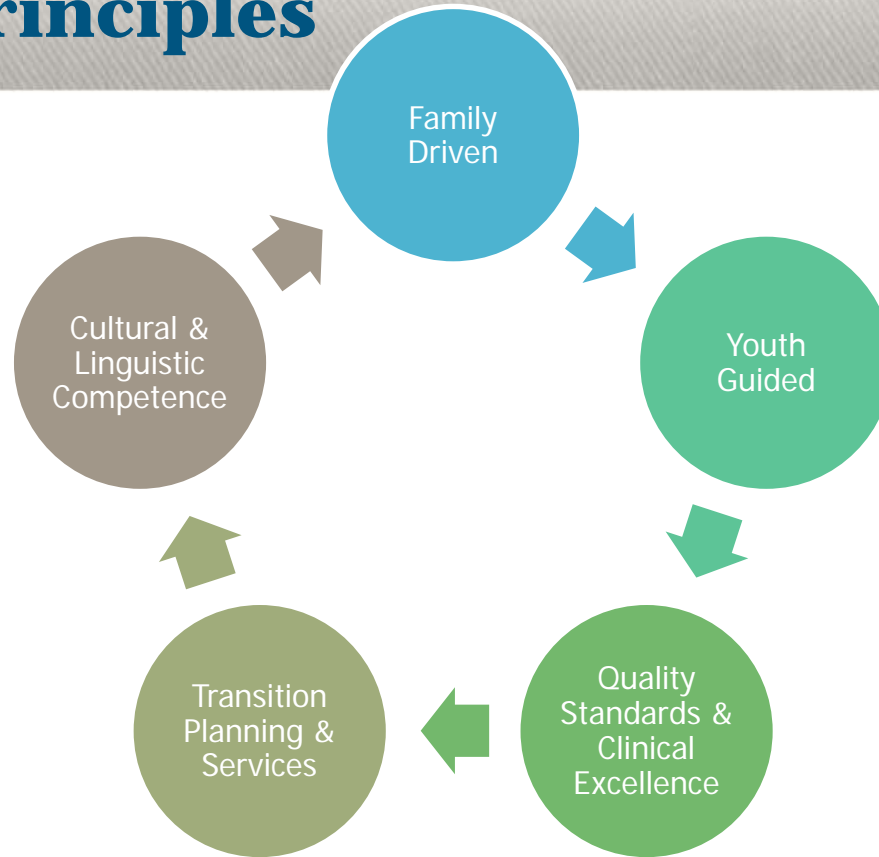 rinciples
Family
Driven
Youth
Guided
Quality
Standards &
Clinical
Excellence
Transition
Planning &
Services
Cultural &
Linguistic
Competence